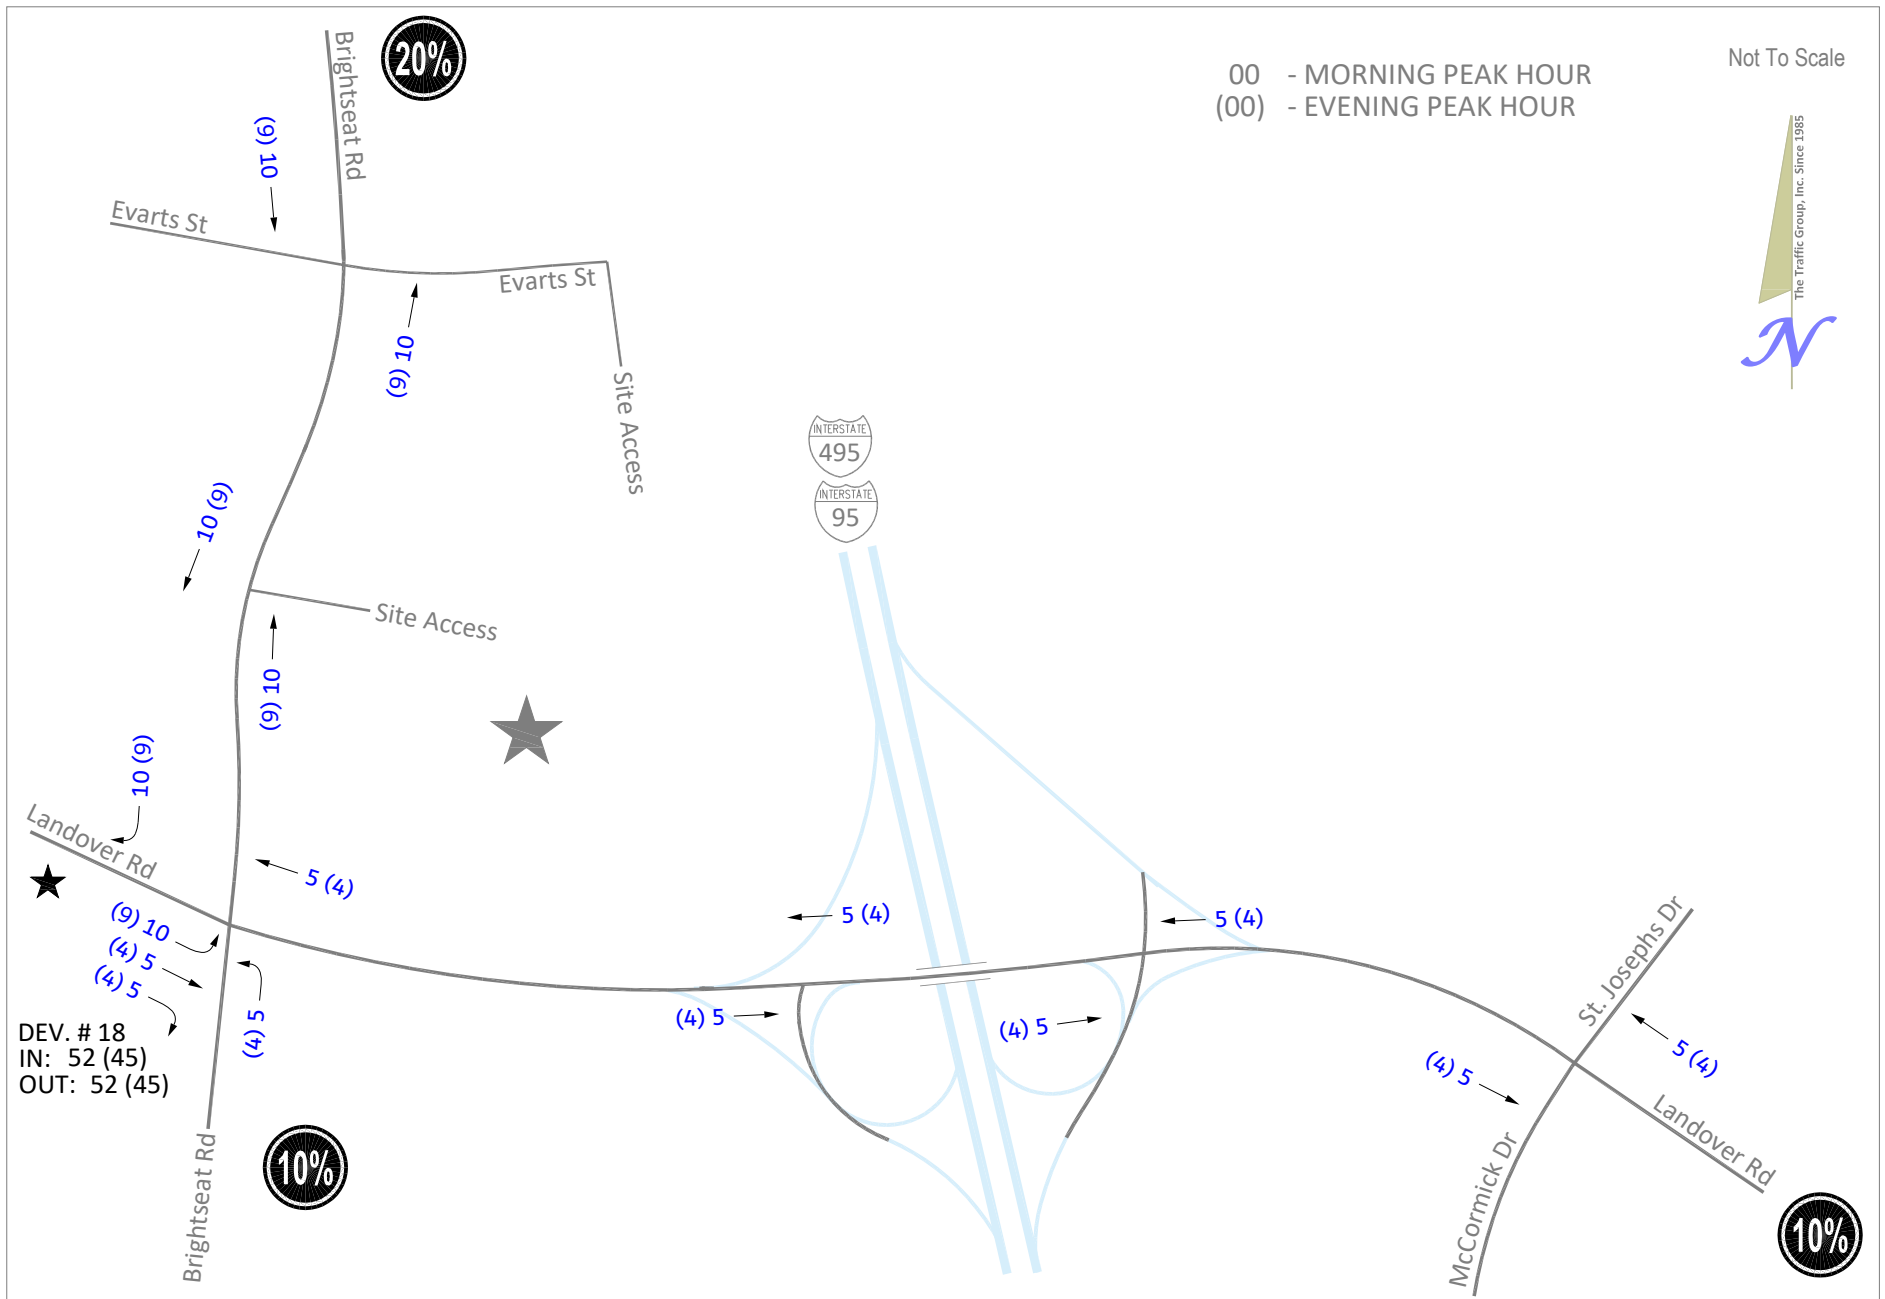 20%
Brightseat Rd
00 - MORNING PEAK HOUR
(00) - EVENING PEAK HOUR
Not To Scale
The Traffic Group, Inc. Since 1985
N
(9) 10
Evarts St
Evarts St
(9) 10
Site Access
INTERSTATE
495
INTERSTATE
95
10 (9)
Site Access
(9) 10
10 (9)
Landover Rd
5 (4)
5 (4)
5 (4)
(9) 10
(4) 5
(4) 5
(4) 5
(4) 5
(4) 5
St. Josephs Dr
5 (4)
(4) 5
DEV. # 18
IN: 52 (45)
OUT: 52 (45)
Landover Rd
McCormick Dr
Brightseat Rd
10%
10%